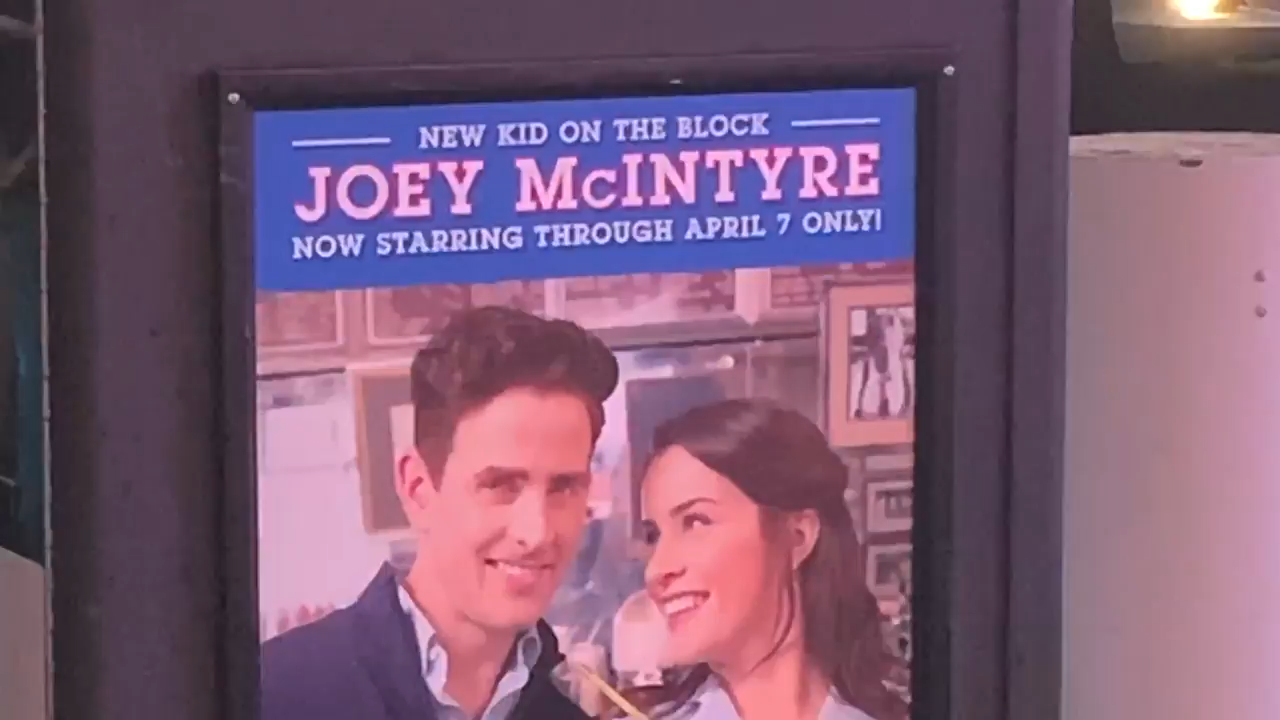 NEW KID ON THE BLOCK
JOEY McINTYRE
NOW STARRING THROUGH APRIL 7 ONLY!